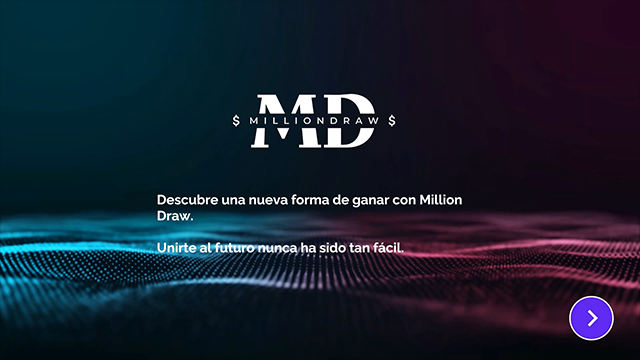 MD
$ MILLIONDRAW $
Descubre una nueva forma de ganar con Million
Draw.
Unirte al futuro nunca ha sido tan fácil.